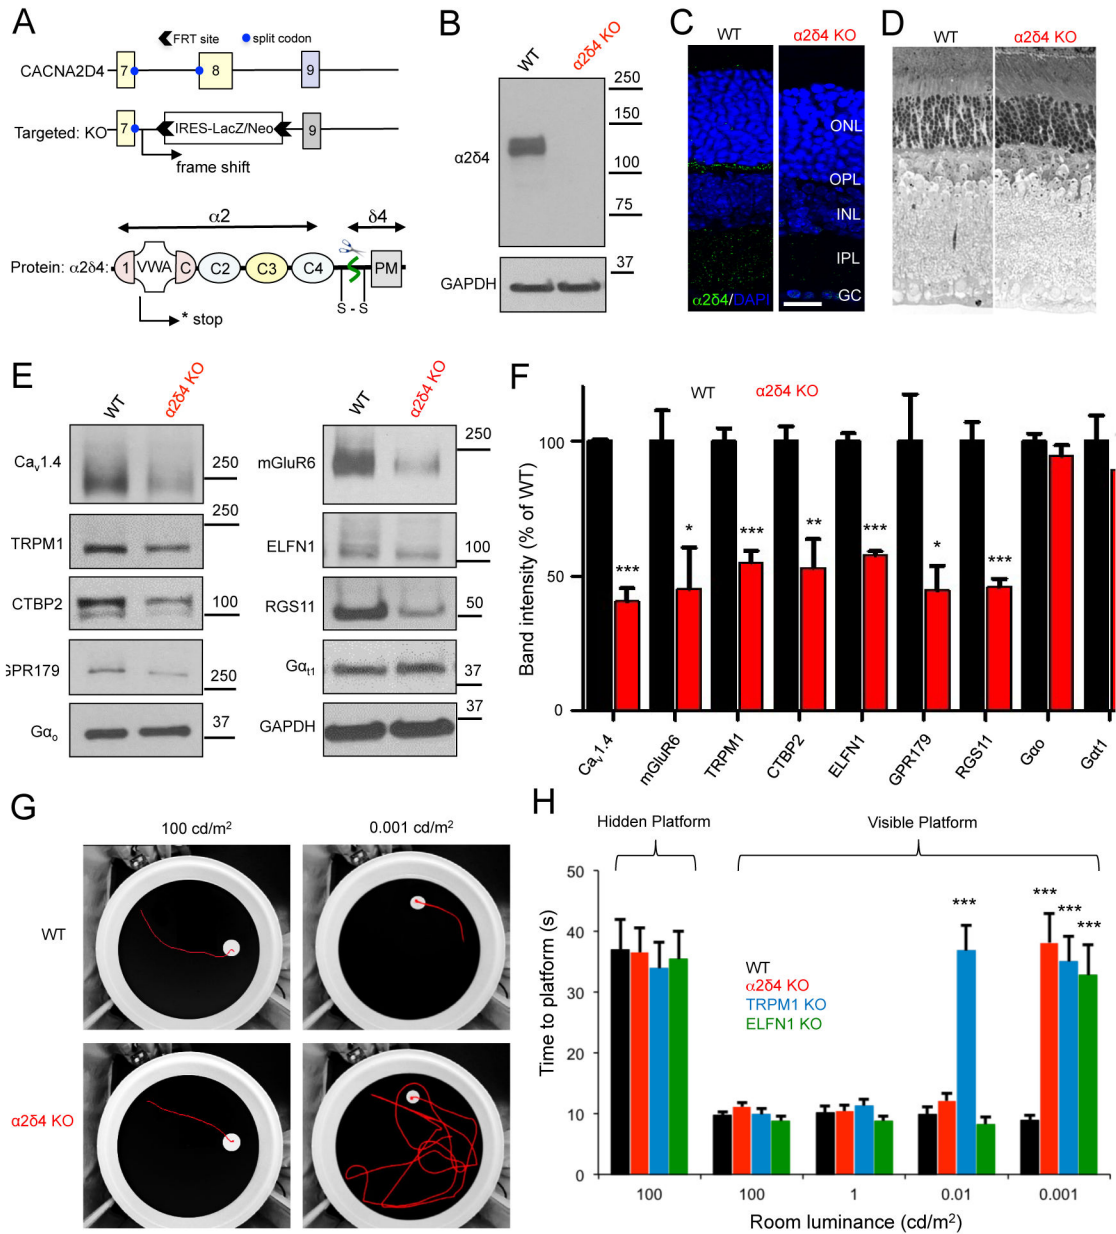 A
FRT site
split codon
CACNA2D4
7
8
9
Targeted: KO
7
IRES-LacZ/Neo
9
frame shift
α2
δ4
Protein: α2δ4:
1
VWA
C
C2
C3
C4
PM
S - S
* stop
B
WT
α2δ4 KO
250
150
α2δ4
100
75
37
GAPDH
C
WT
α2δ4 KO
ONL
OPL
INL
IPL
GC
α2δ4/DAPI
D
WT
α2δ4 KO
E
WT
α2δ4 KO
Cav1.4
250
250
TRPM1
CTBP2
100
GPR179
250
Gαo
37
WT
α2δ4 KO
250
mGluR6
ELFN1
100
RGS11
50
Gαt1
37
GAPDH
37
F
WT
α2δ4 KO
Band intensity (% of WT)
100
50
0
***
*
***
**
***
*
***
Cav1.4
mGluR6
TRPM1
CTBP2
ELFN1
GPR179
RGS11
Gαo
Gαt1
G
100 cd/m²
0.001 cd/m²
WT
α2δ4 KO
H
Hidden Platform
Visible Platform
Time to platform (s)
50
40
30
20
10
0
***
***
***
***
WT
α2δ4 KO
TRPM1 KO
ELFN1 KO
100
100
1
0.01
0.001
Room luminance (cd/m²)